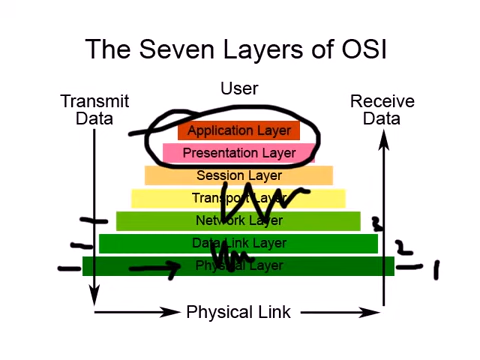 The Seven Layers of OSI
User
Transmit
Data
Receive
Data
Application Layer
Presentation Layer
Session Layer
Transport Layer
Network Layer
3
Data Link Layer
2
Physical Layer
1
Physical Link